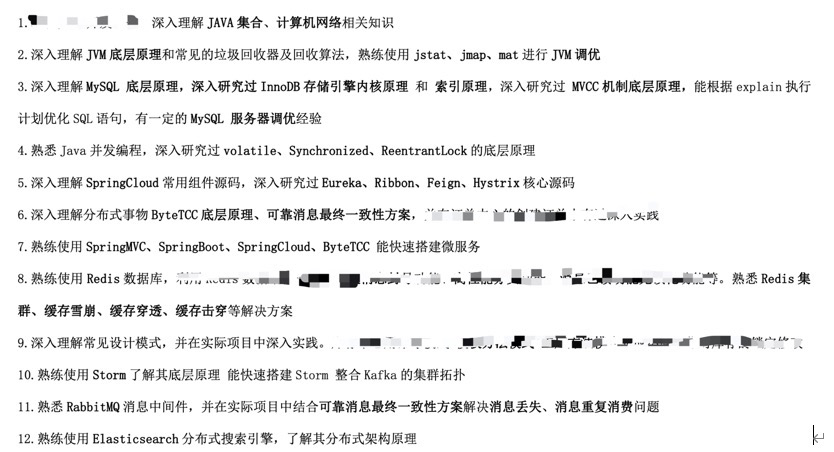 1. 深入理解 JAVA 集合、计算机网络相关知识
2. 深入理解 JVM 底层原理和常见的垃圾回收器及回收算法，熟练使用 jstat、jmap、mat 进行 JVM 调优
3. 深入理解 MySQL 底层原理，深入研究过 InnoDB 存储引擎内核原理 和 索引原理，深入研究过 MVCC 机制底层原理，能根据 explain 执行
计划优化 SQL 语句，有一定的 MySQL 服务器调优经验
4. 熟悉 Java 并发编程，深入研究过 volatile、Synchronized、ReentrantLock 的底层原理
5. 深入理解 SpringCloud 常用组件源码，深入研究过 Eureka、Ribbon、Feign、Hystrix 核心源码
6. 深入理解分布式事物 ByteTCC 底层原理、可靠消息最终一致性方案，
7. 熟练使用 SpringMVC、SpringBoot、SpringCloud、ByteTCC 能快速搭建微服务
8. 熟练使用 Redis 数据库，利用 等。熟悉 Redis 集
群、缓存雪崩、缓存穿透、缓存击穿等解决方案
9. 深入理解常见设计模式，并在实际项目中深入实践。
10. 熟练使用 Storm 了解其底层原理 能快速搭建 Storm 整合 Kafka 的集群拓扑
11. 熟悉 RabbitMQ 消息中间件，并在实际项目中结合可靠消息最终一致性方案解决消息丢失、消息重复消费问题
12. 熟练使用 Elasticsearch 分布式搜索引擎，了解其分布式架构原理